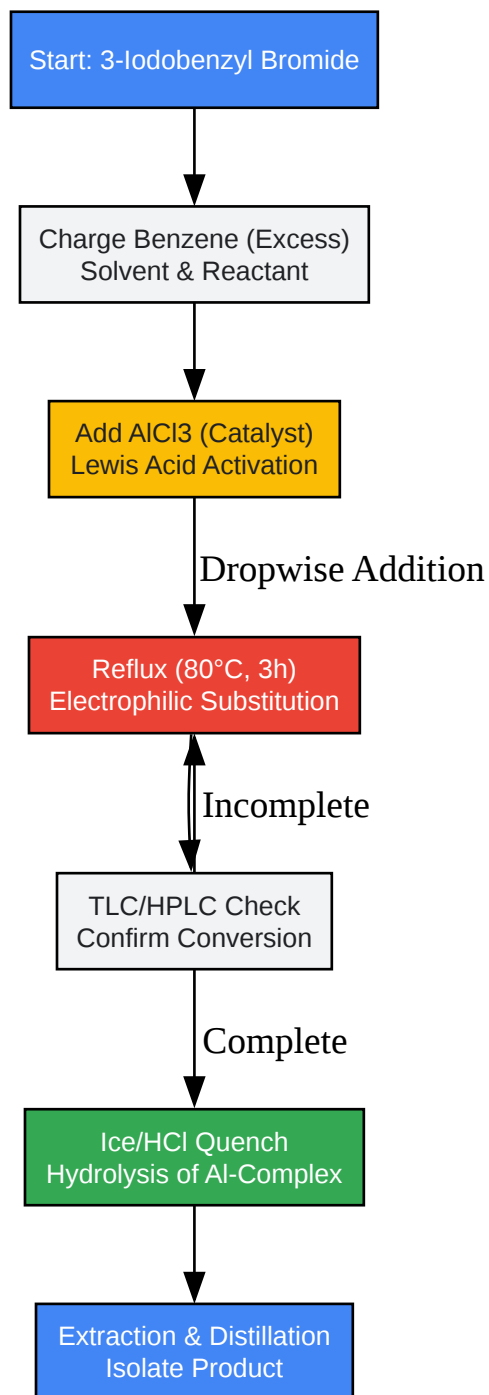 Start: 3-Iodobenzyl Bromide
Charge Benzene (Excess)
Solvent & Reactant
Add AlCl3 (Catalyst)
Lewis Acid Activation
Dropwise Addition
Reflux (80°C, 3h)
Electrophilic Substitution
Incomplete
TLC/HPLC Check
Confirm Conversion
Complete
Ice/HCl Quench
Hydrolysis of Al-Complex
Extraction & Distillation
Isolate Product